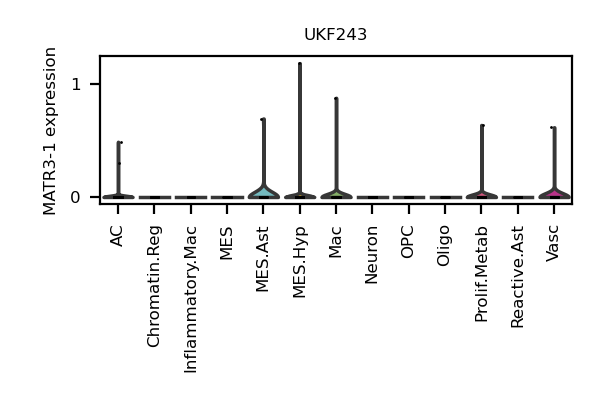 UKF243
MATR3-1 expression
1
0
AC
Chromatin.Reg
Inflammatory.Mac
MES
MES.Ast
MES.Hyp
Mac
Neuron
OPC
Oligo
Prolif.Metab
Reactive.Ast
Vasc